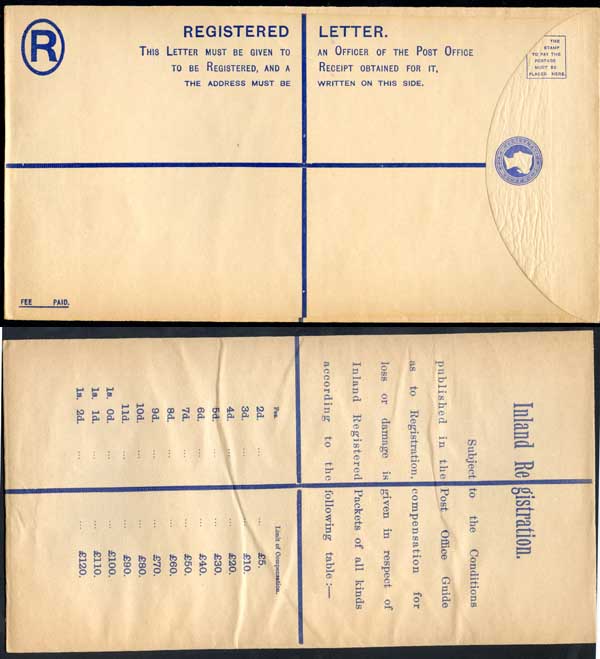 R
REGISTERED LETTER.
THIS LETTER MUST BE GIVEN TO AN OFFICER OF THE POST OFFICE
TO BE REGISTERED, AND A RECEIPT OBTAINED FOR IT,
THE ADDRESS MUST BE WRITTEN ON THIS SIDE.
THE
STAMP
TO PAY THE
POSTAGE
MUST BE
PLACED HERE.
FEE PAID.
Inland Registration.
Subject to the Conditions
published in the Post Office Guide
as to Registration, compensation for
loss or damage is given in respect of
Inland Registered Packets of all kinds
according to the following table:—
Fee. Limit of Compensation.
2d. ... ... £5.
3d. ... ... £10.
4d. ... ... £20.
5d. ... ... £30.
6d. ... ... £40.
7d. ... ... £50.
8d. ... ... £60.
9d. ... ... £70.
10d. ... ... £80.
11d. ... ... £90.
1s. 0d. ... ... £100.
1s. 1d. ... ... £110.
1s. 2d. ... ... £120.